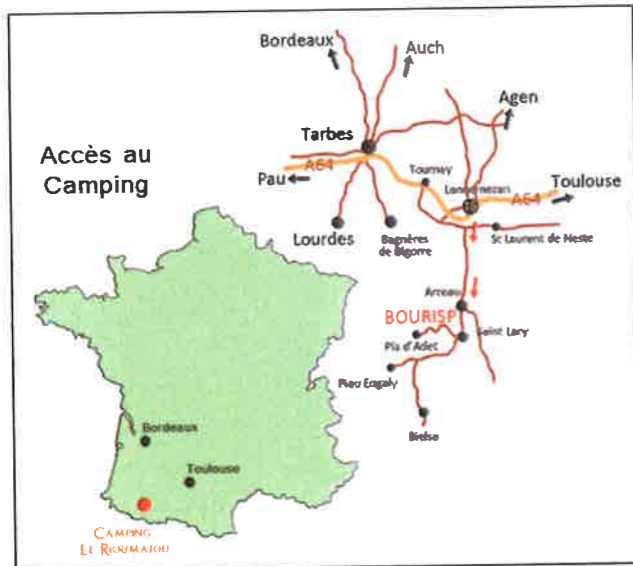 Bordeaux
Auch
Agen
Tarbes
Accès au
Camping
A64
Pau
Tournay
Lannemezan
A64
Toulouse
Lourdes
Bagnères
de Bigorre
St Laurent de Neste
Arreau
BOURISP
Saint Lary
Pla d'Adet
Piau Engaly
Bielsa
Bordeaux
Toulouse
CAMPING
LE RIOUMAJOU